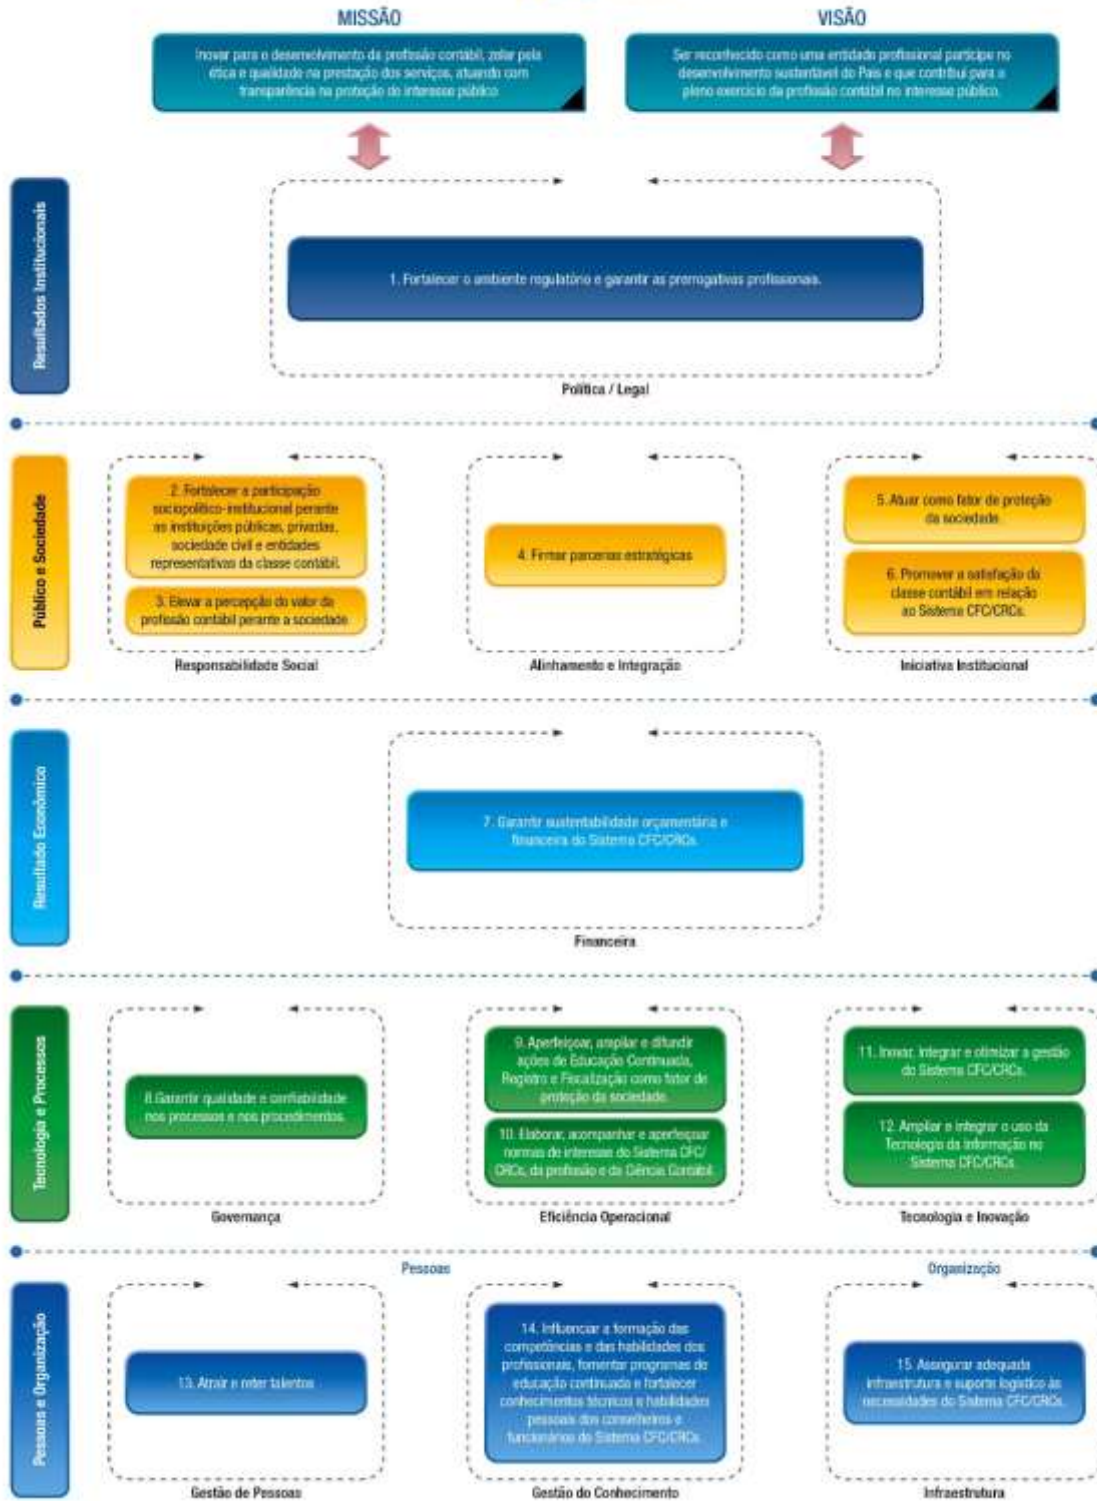 MISSÃO
VISÃO
Inovar para o desenvolvimento da profissão contábil, zelar pela
ética e qualidade na prestação dos serviços, atuando com
transparência na proteção do interesse público.
Ser reconhecido como uma entidade profissional partícipe no
desenvolvimento sustentável do País e que contribui para o
pleno exercício da profissão contábil no interesse público.
Resultados Institucionais
1. Fortalecer o ambiente regulatório e garantir as prerrogativas profissionais.
Política / Legal
Público e Sociedade
2. Fortalecer a participação
sociopolítico-institucional perante
as instituições públicas, privadas,
sociedade civil e entidades
representativas da classe contábil.
3. Elevar a percepção do valor da
profissão contábil perante a sociedade
Responsabilidade Social
4. Firmar parcerias estratégicas
Alinhamento e Integração
5. Atuar como fator de proteção
da sociedade.
6. Promover a satisfação da
classe contábil em relação
ao Sistema CFC/CRCs.
Iniciativa Institucional
Resultado Econômico
7. Garantir sustentabilidade orçamentária e
financeira do Sistema CFC/CRCs.
Financeira
Tecnologia e Processos
8.Garantir qualidade e confiabilidade
nos processos e nos procedimentos.
Governança
9. Aperfeiçoar, ampliar e difundir
ações de Educação Continuada,
Registro e Fiscalização como fator de
proteção da sociedade.
10. Elaborar, acompanhar e aperfeiçoar
normas de interesse do Sistema CFC/
CRCs, da profissão e da Ciência Contábil.
Eficiência Operacional
11. Inovar, integrar e otimizar a gestão
do Sistema CFC/CRCs.
12. Ampliar e integrar o uso da
Tecnologia da Informação no
Sistema CFC/CRCs.
Tecnologia e Inovação
Pessoas e Organização
Pessoas
Organização
13. Atrair e reter talentos
Gestão de Pessoas
14. Influenciar a formação das
competências e das habilidades dos
profissionais, fomentar programas de
educação continuada e fortalecer
conhecimentos técnicos e habilidades
pessoais dos conselheiros e
funcionários do Sistema CFC/CRCs.
Gestão do Conhecimento
15. Assegurar adequada
infraestrutura e suporte logístico às
necessidades do Sistema CFC/CRCs.
Infraestrutura